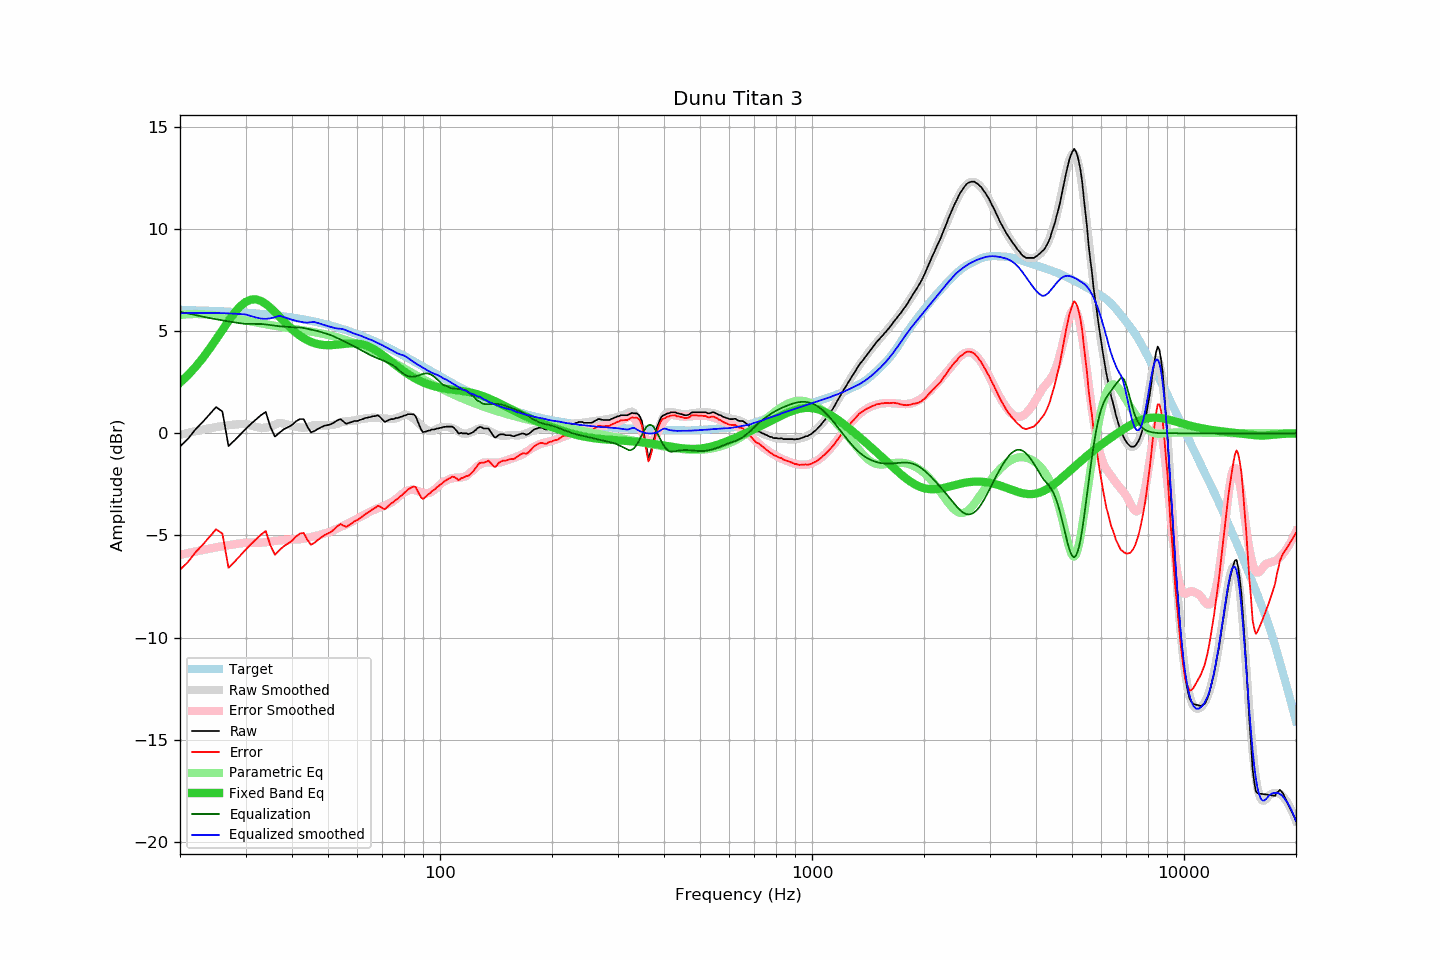 Dunu Titan 3
15
10
5
0
−5
−10
−15
−20
Amplitude (dBr)
Target
Raw Smoothed
Error Smoothed
Raw
Error
Parametric Eq
Fixed Band Eq
Equalization
Equalized smoothed
100
1000
10000
Frequency (Hz)